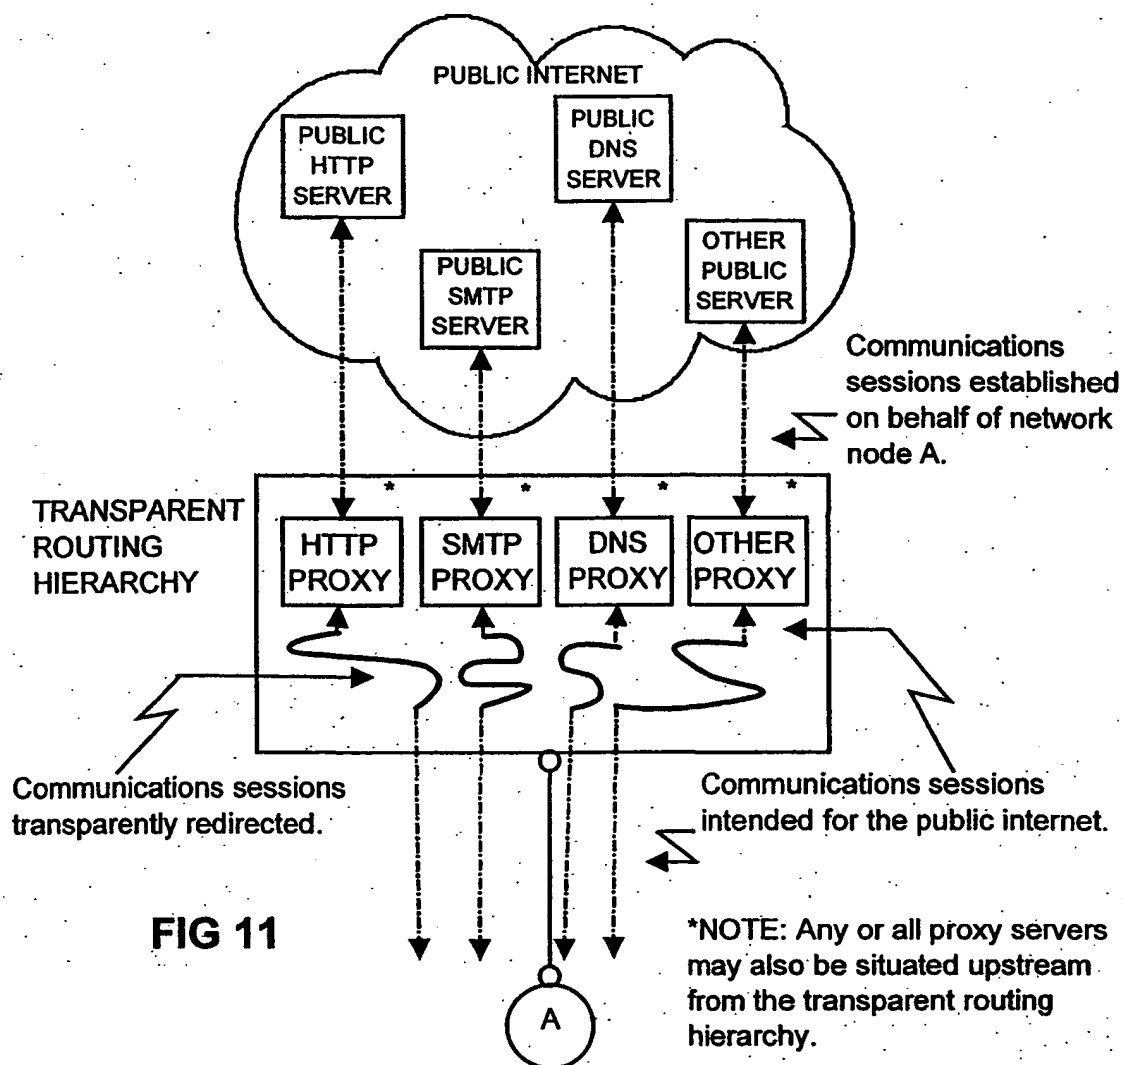 PUBLIC INTERNET
PUBLIC
HTTP
SERVER
PUBLIC
DNS
SERVER
PUBLIC
SMTP
SERVER
OTHER
PUBLIC
SERVER
Communications
sessions established
on behalf of network
node A.
TRANSPARENT
ROUTING
HIERARCHY
*
*
*
*
HTTP
PROXY
SMTP
PROXY
DNS
PROXY
OTHER
PROXY
Communications sessions
transparently redirected.
Communications sessions
intended for the public internet.
FIG 11
*NOTE: Any or all proxy servers
may also be situated upstream
from the transparent routing
hierarchy.
A